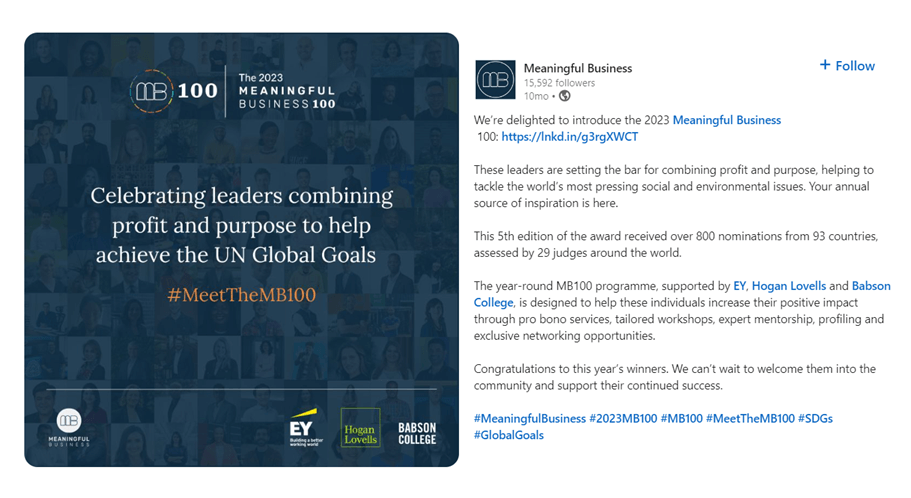 MB 100
The 2023
MEANINGFUL
BUSINESS 100
Celebrating leaders combining
profit and purpose to help
achieve the UN Global Goals
#MeetTheMB100
MB
MEANINGFUL
BUSINESS
EY
Building a better
working world
Hogan
Lovells
BABSON
COLLEGE
MB
Meaningful Business
15,592 followers
10mo •
+ Follow
We're delighted to introduce the 2023 Meaningful Business
100: https://lnkd.in/g3rgXWCT
These leaders are setting the bar for combining profit and purpose, helping to
tackle the world's most pressing social and environmental issues. Your annual
source of inspiration is here.
This 5th edition of the award received over 800 nominations from 93 countries,
assessed by 29 judges around the world.
The year-round MB100 programme, supported by EY, Hogan Lovells and Babson
College, is designed to help these individuals increase their positive impact
through pro bono services, tailored workshops, expert mentorship, profiling and
exclusive networking opportunities.
Congratulations to this year's winners. We can't wait to welcome them into the
community and support their continued success.
#MeaningfulBusiness #2023MB100 #MB100 #MeetTheMB100 #SDGs
#GlobalGoals